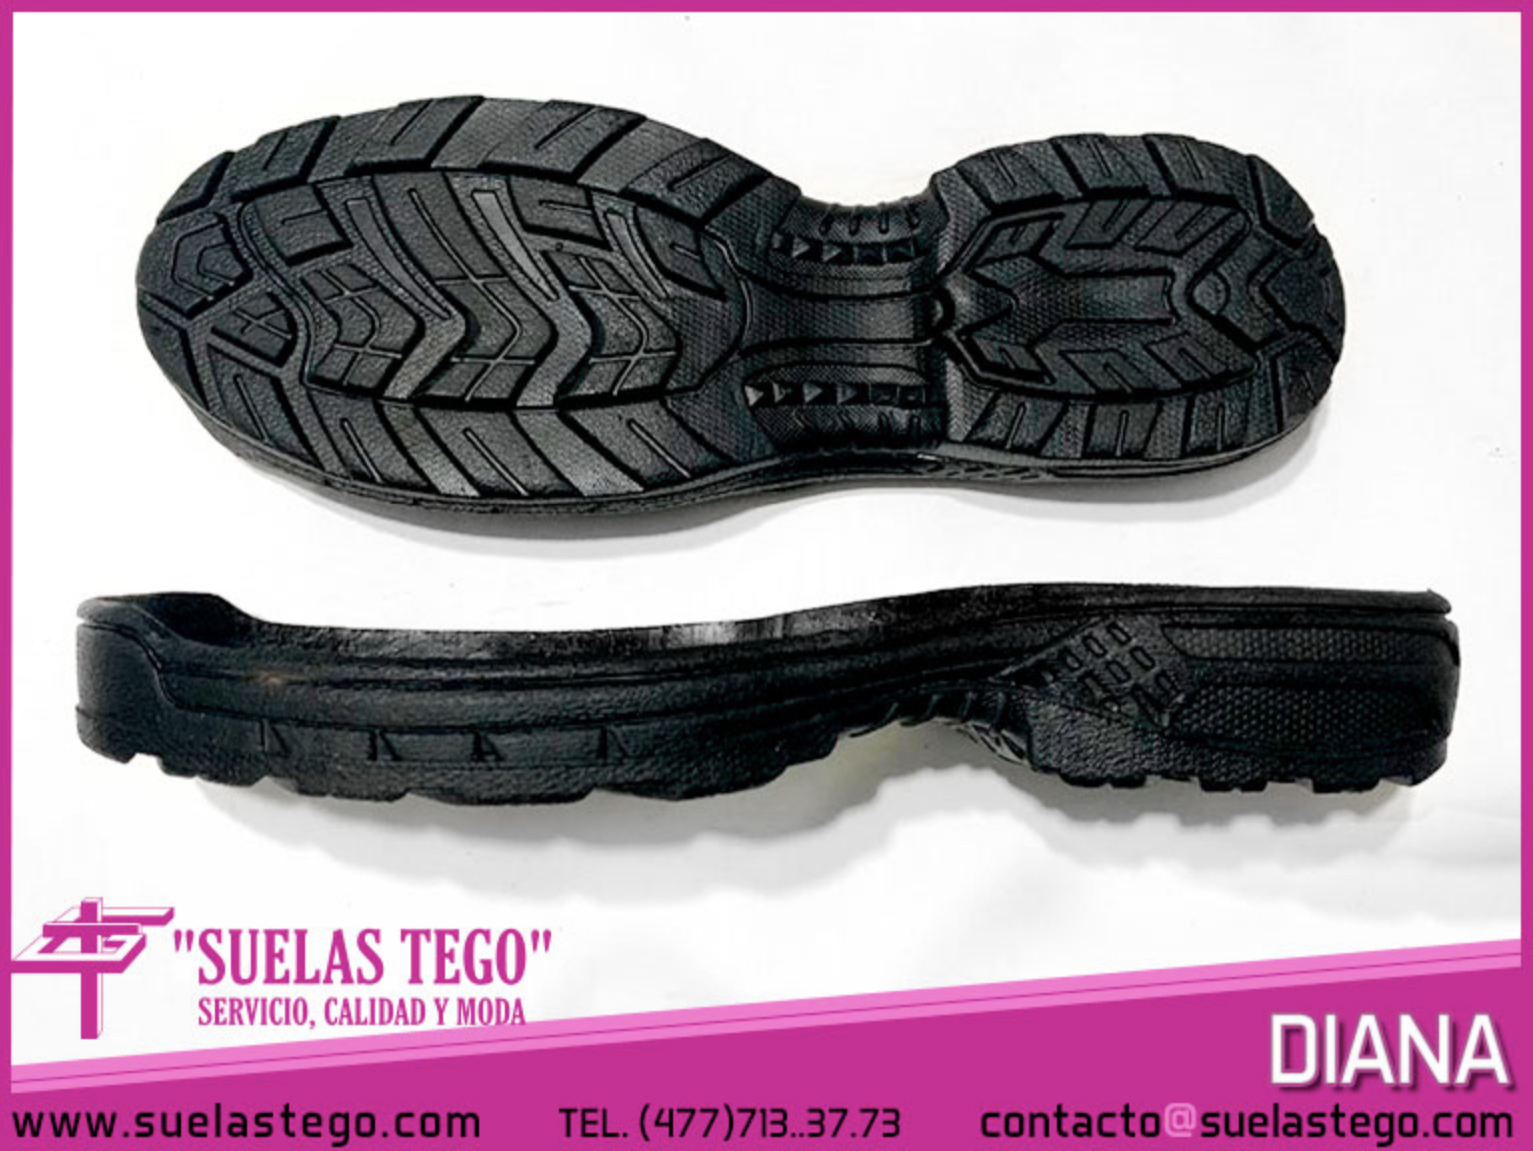 "SUELAS TEGO"
SERVICIO, CALIDAD Y MODA
DIANA
www.suelastego.com TEL. (477)713..37.73 contacto@suelastego.com